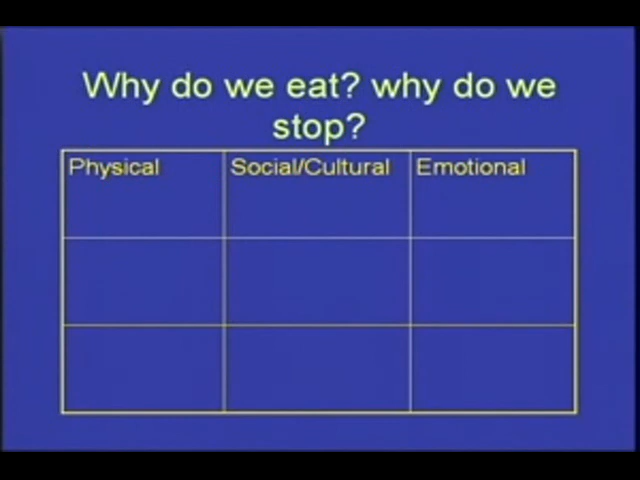 Why do we eat? why do we
stop?
Physical
Social/Cultural
Emotional